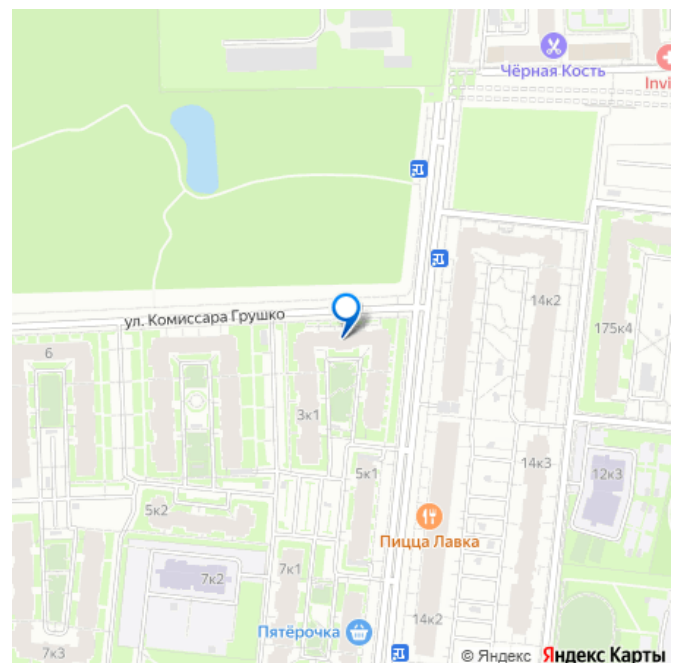 Чёрная Кость
Invi
ул. Комиссара Грушко
14к2
175к4
6
3к1
14к3
5к1
12к3
5к2
Пицца Лавка
7к1
7к2
14к2
Пятёрочка
7к3
© Яндекс Яндекс Карты